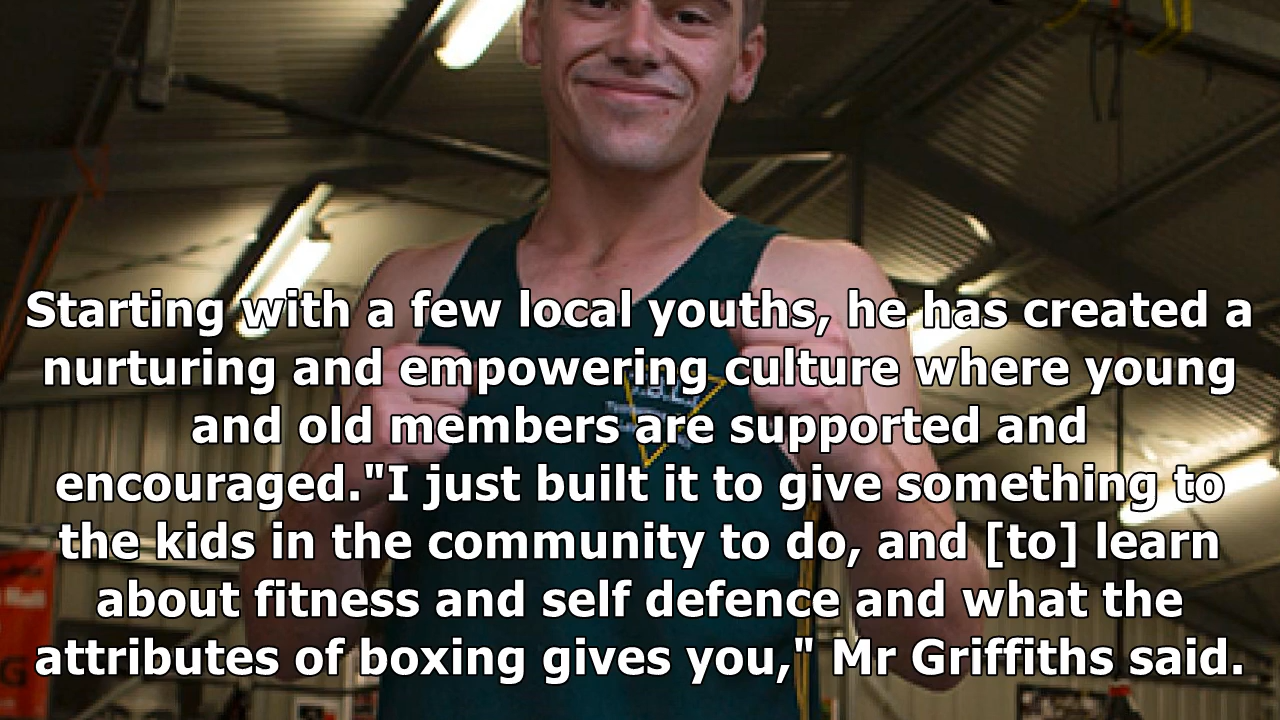 Starting with a few local youths, he has created a
nurturing and empowering culture where young
and old members are supported and
encouraged."I just built it to give something to
the kids in the community to do, and [to] learn
about fitness and self defence and what the
attributes of boxing gives you," Mr Griffiths said.